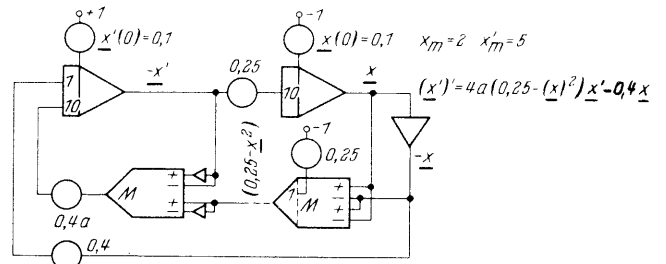 +1
x'(0)=0,1
-1
x(0)=0,1
x_m=2 x'_m=5
1
10
-x'
0,25
10
x
(x')'=4a(0,25-(x)²)x'-0,4x
(0,25-x²)
-1
0,25
-x
M
+
-
+
-
1
M
+
-
+
-
0,4a
0,4